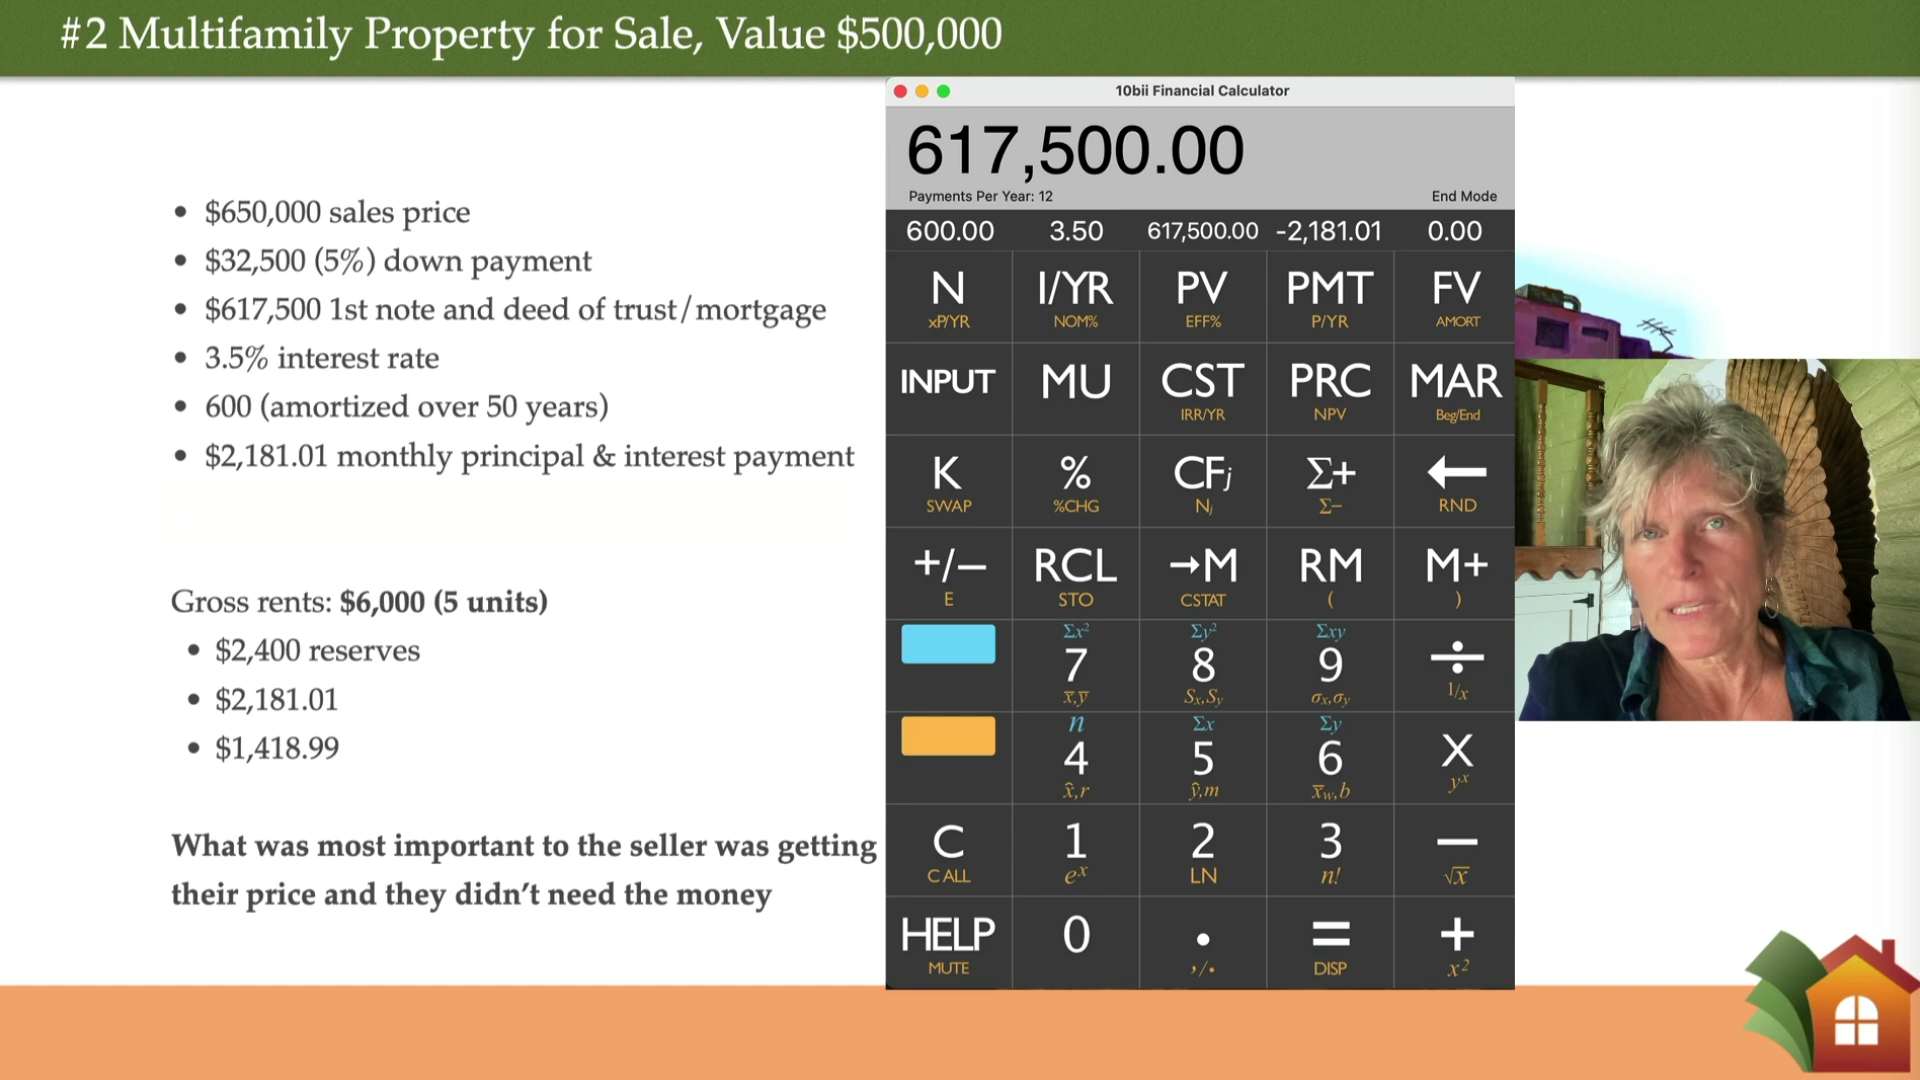 #2 Multifamily Property for Sale, Value $500,000
• $650,000 sales price
• $32,500 (5%) down payment
• $617,500 1st note and deed of trust/mortgage
• 3.5% interest rate
• 600 (amortized over 50 years)
• $2,181.01 monthly principal & interest payment
Gross rents: $6,000 (5 units)
• $2,400 reserves
• $2,181.01
• $1,418.99
What was most important to the seller was getting
their price and they didn’t need the money
10bii Financial Calculator
617,500.00
Payments Per Year: 12 End Mode
600.00 3.50 617,500.00 -2,181.01 0.00
N I/YR PV PMT FV
xP/YR NOM% EFF% P/YR AMORT
INPUT MU CST PRC MAR
IRR/YR NPV Beg/End
K % CFj Σ+ ←
SWAP %CHG Nj Σ− RND
+/− RCL →M RM M+
E STO CSTAT ( )
Σx² Σy² Σxy
7 8 9 ÷
x̅,y̅ Sx,Sy σx,σy 1/x
n Σx Σy
4 5 6 X
x̂,r ŷ,m x̅w,b yˣ
C 1 2 3 −
C ALL eˣ LN n! √x
HELP 0 . = +
MUTE ,/. DISP x²